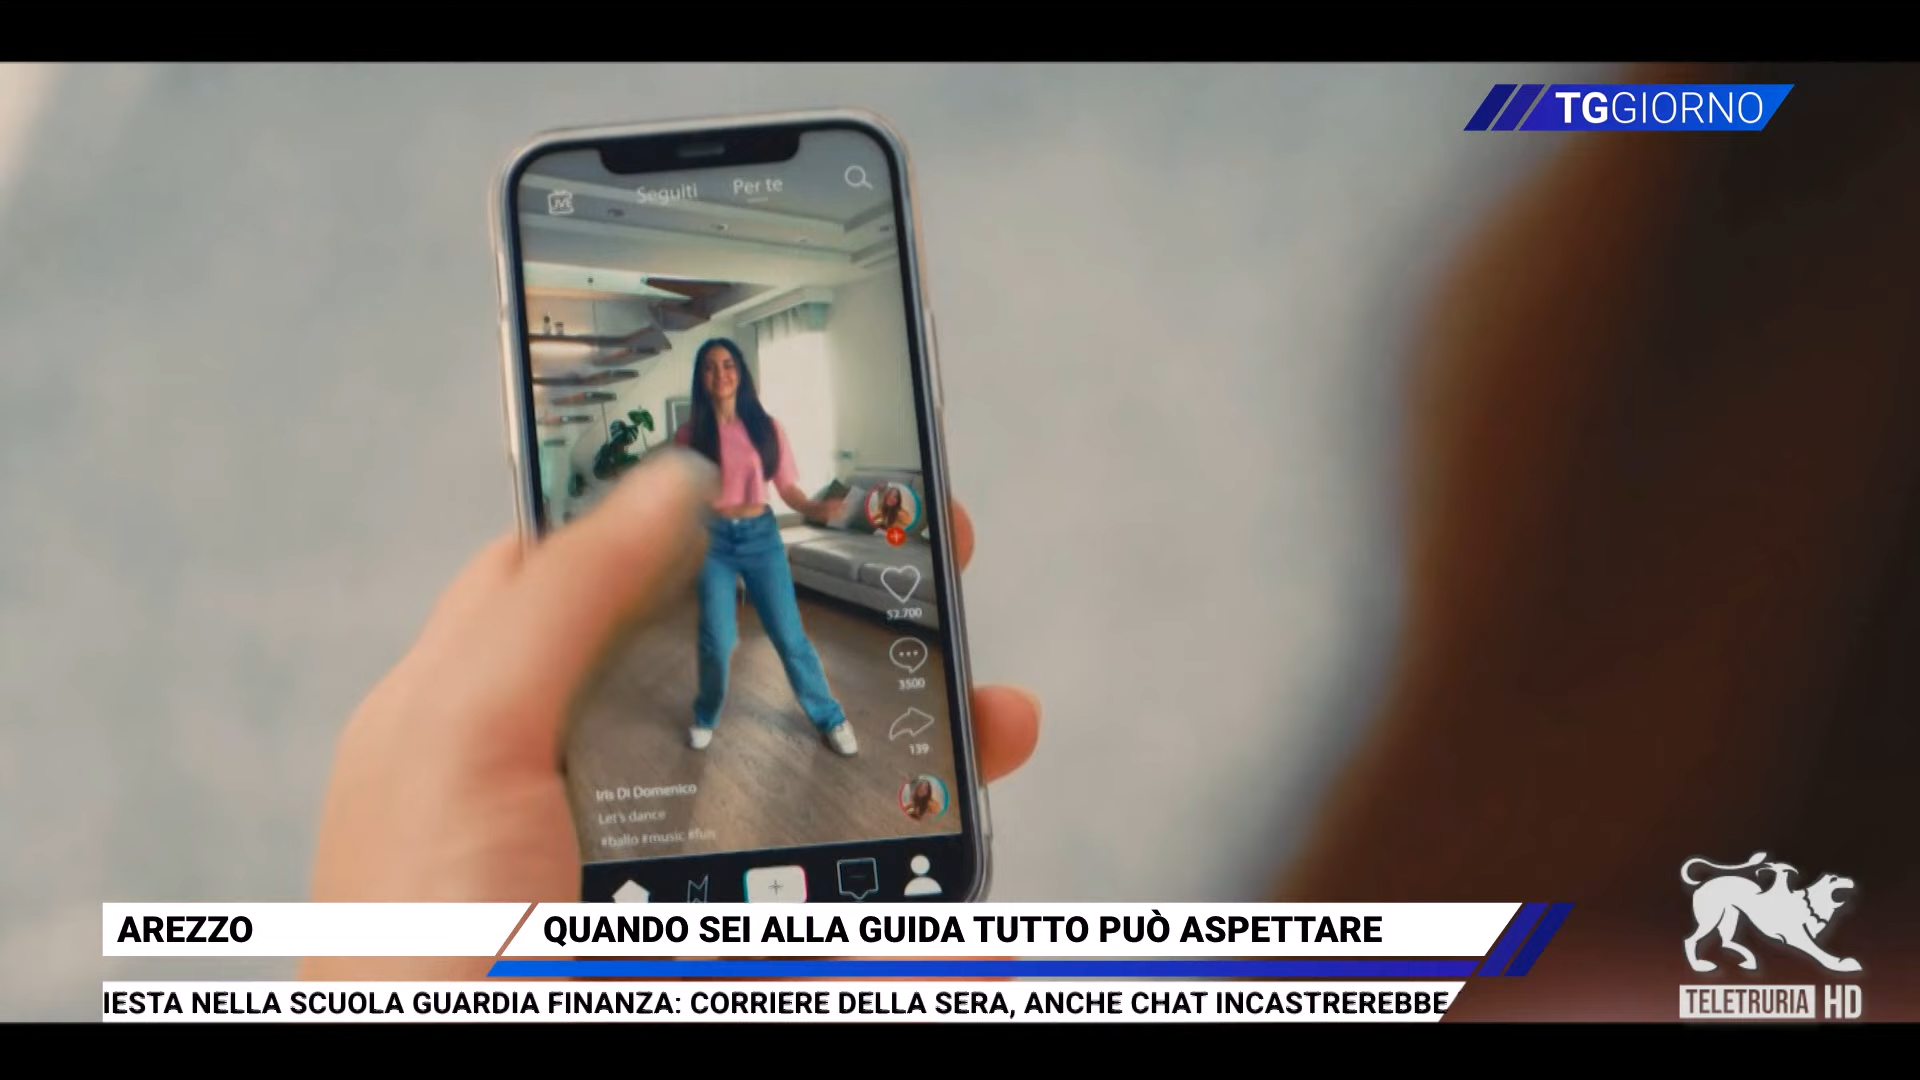 TGGIORNO
LIVE
Seguiti Per te
52.700
3500
139
Iris Di Domenico
Let's dance
#ballo #music #fun
AREZZO
QUANDO SEI ALLA GUIDA TUTTO PUÒ ASPETTARE
IESTA NELLA SCUOLA GUARDIA FINANZA: CORRIERE DELLA SERA, ANCHE CHAT INCASTREREBBE
TELETRURIA HD